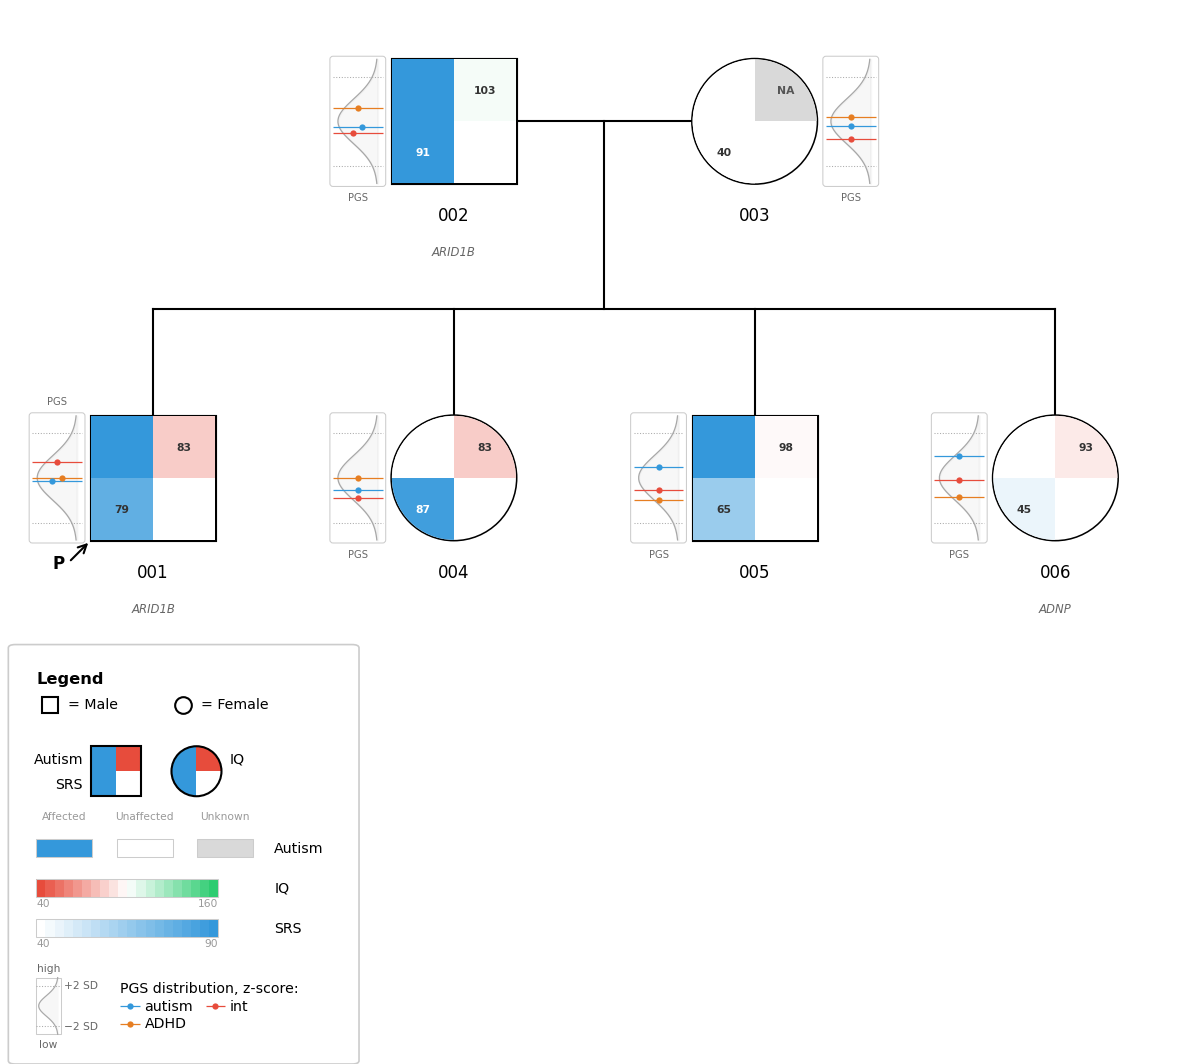 103
NA
91
40
PGS
PGS
002
003
ARID1B
PGS
83
83
98
93
79
87
65
45
PGS
PGS
PGS
P
001
004
005
006
ARID1B
ADNP
Legend
= Male
= Female
Autism
IQ
SRS
Affected Unaffected Unknown
Autism
IQ
40 160
SRS
40 90
high
+2 SD
PGS distribution, z-score:
autism int
ADHD
−2 SD
low